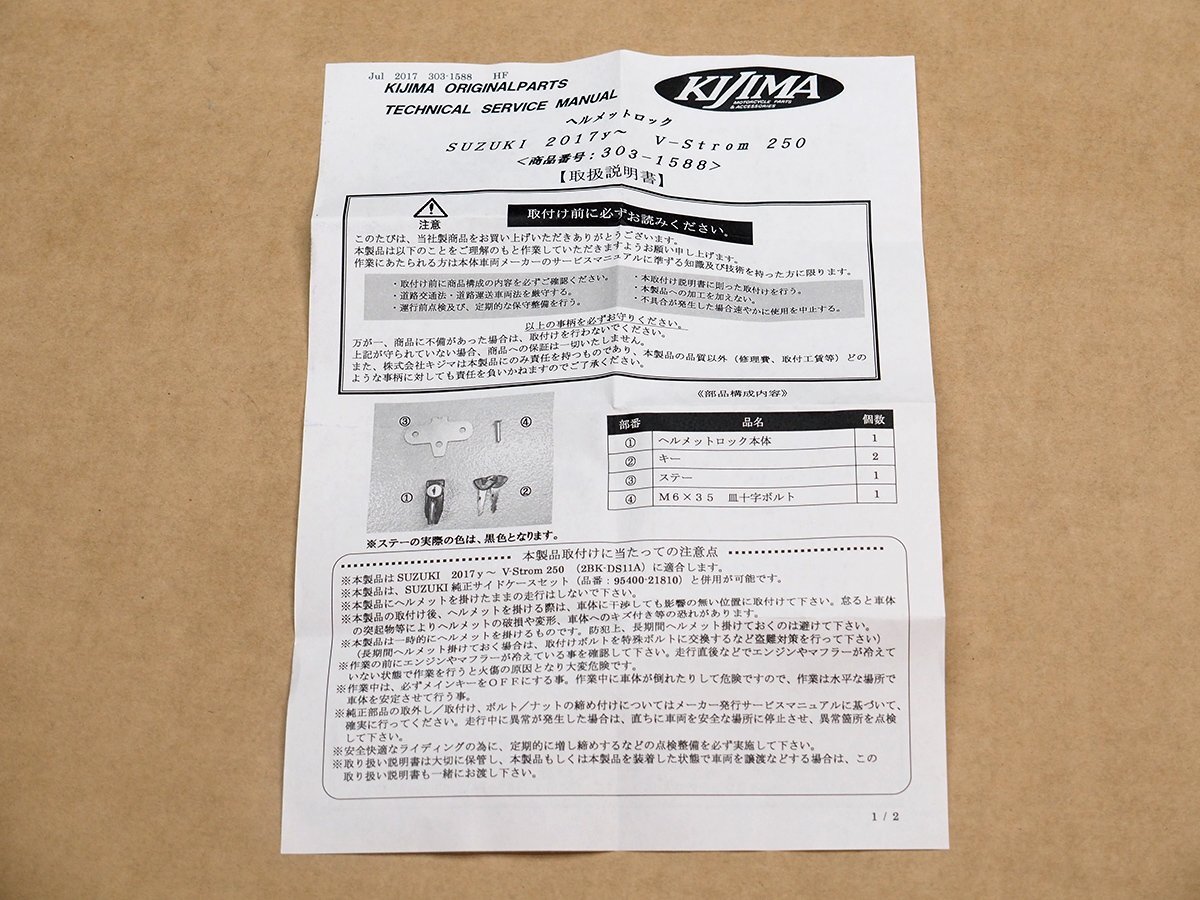 Jul 2017 303-1588 HF
KIJIMA ORIGINALPARTS
TECHNICAL SERVICE MANUAL
KIJIMA
MOTORCYCLE PARTS
& ACCESSORIES
ヘルメットロック
SUZUKI 2017y～ V-Strom 250
<商品番号：303-1588>
【取扱説明書】
注意
取付け前に必ずお読みください。
このたびは、当社製商品をお買い上げいただきありがとうございます。
本製品は以下のことをご理解のもと作業していただきますようお願い申し上げます。
作業にあたられる方は本体車両メーカーのサービスマニュアルに準ずる知識及び技術を持った方に限ります。
・取付け前に商品構成の内容を必ずご確認ください。
・道路交通法・道路運送車両法を厳守する。
・運行前点検及び、定期的な保守整備を行う。
・本取付け説明書に則った取付けを行う。
・本製品への加工を加えない。
・不具合が発生した場合速やかに使用を中止する。
以上の事柄を必ずお守りください。
万が一、商品に不備があった場合は、取付けを行わないでください。
上記が守られていない場合、商品への保証は一切いたしません。
また、株式会社キジマは本製品にのみ責任を持つものであり、本製品の品質以外（修理費、取付工賃等）どの
ような事柄に対しても責任を負いかねますのでご了承ください。
《部品構成内容》
③ ④
① ②
※ステーの実際の色は、黒色となります。
部番 品名 個数
① ヘルメットロック本体 1
② キー 2
③ ステー 1
④ M6×35 皿十字ボルト 1
本製品取付けに当たっての注意点
※本製品はSUZUKI 2017y～ V-Strom 250 （2BK-DS11A）に適合します。
※本製品は、SUZUKI純正サイドケースセット（品番：95400-21810）と併用が可能です。
※本製品にヘルメットを掛けたままの走行はしないで下さい。
※本製品の取付け後、ヘルメットを掛ける際は、車体に干渉しても影響の無い位置に取付けて下さい。怠ると車体
の突起物等によりヘルメットの破損や変形、車体へのキズ付き等の恐れがあります。
※本製品は一時的にヘルメットを掛けるものです。防犯上、長期間ヘルメット掛けておくのは避けて下さい。
（長期間ヘルメット掛けておく場合は、取付けボルトを特殊ボルトに交換するなど盗難対策を行って下さい）
※作業の前にエンジンやマフラーが冷えている事を確認して下さい。走行直後などでエンジンやマフラーが冷えて
いない状態で作業を行うと火傷の原因となり大変危険です。
※作業中は、必ずメインキーをOFFにする事。作業中に車体が倒れたりして危険ですので、作業は水平な場所で
車体を安定させて行う事。
※純正部品の取外し／取付け、ボルト／ナットの締め付けについてはメーカー発行サービスマニュアルに基づいて、
確実に行ってください。走行中に異常が発生した場合は、直ちに車両を安全な場所に停止させ、異常箇所を点検
して下さい。
※安全快適なライディングの為に、定期的に増し締めするなどの点検整備を必ず実施して下さい。
※取り扱い説明書は大切に保管し、本製品もしくは本製品を装着した状態で車両を譲渡などする場合は、この
取り扱い説明書も一緒にお渡し下さい。
1 / 2